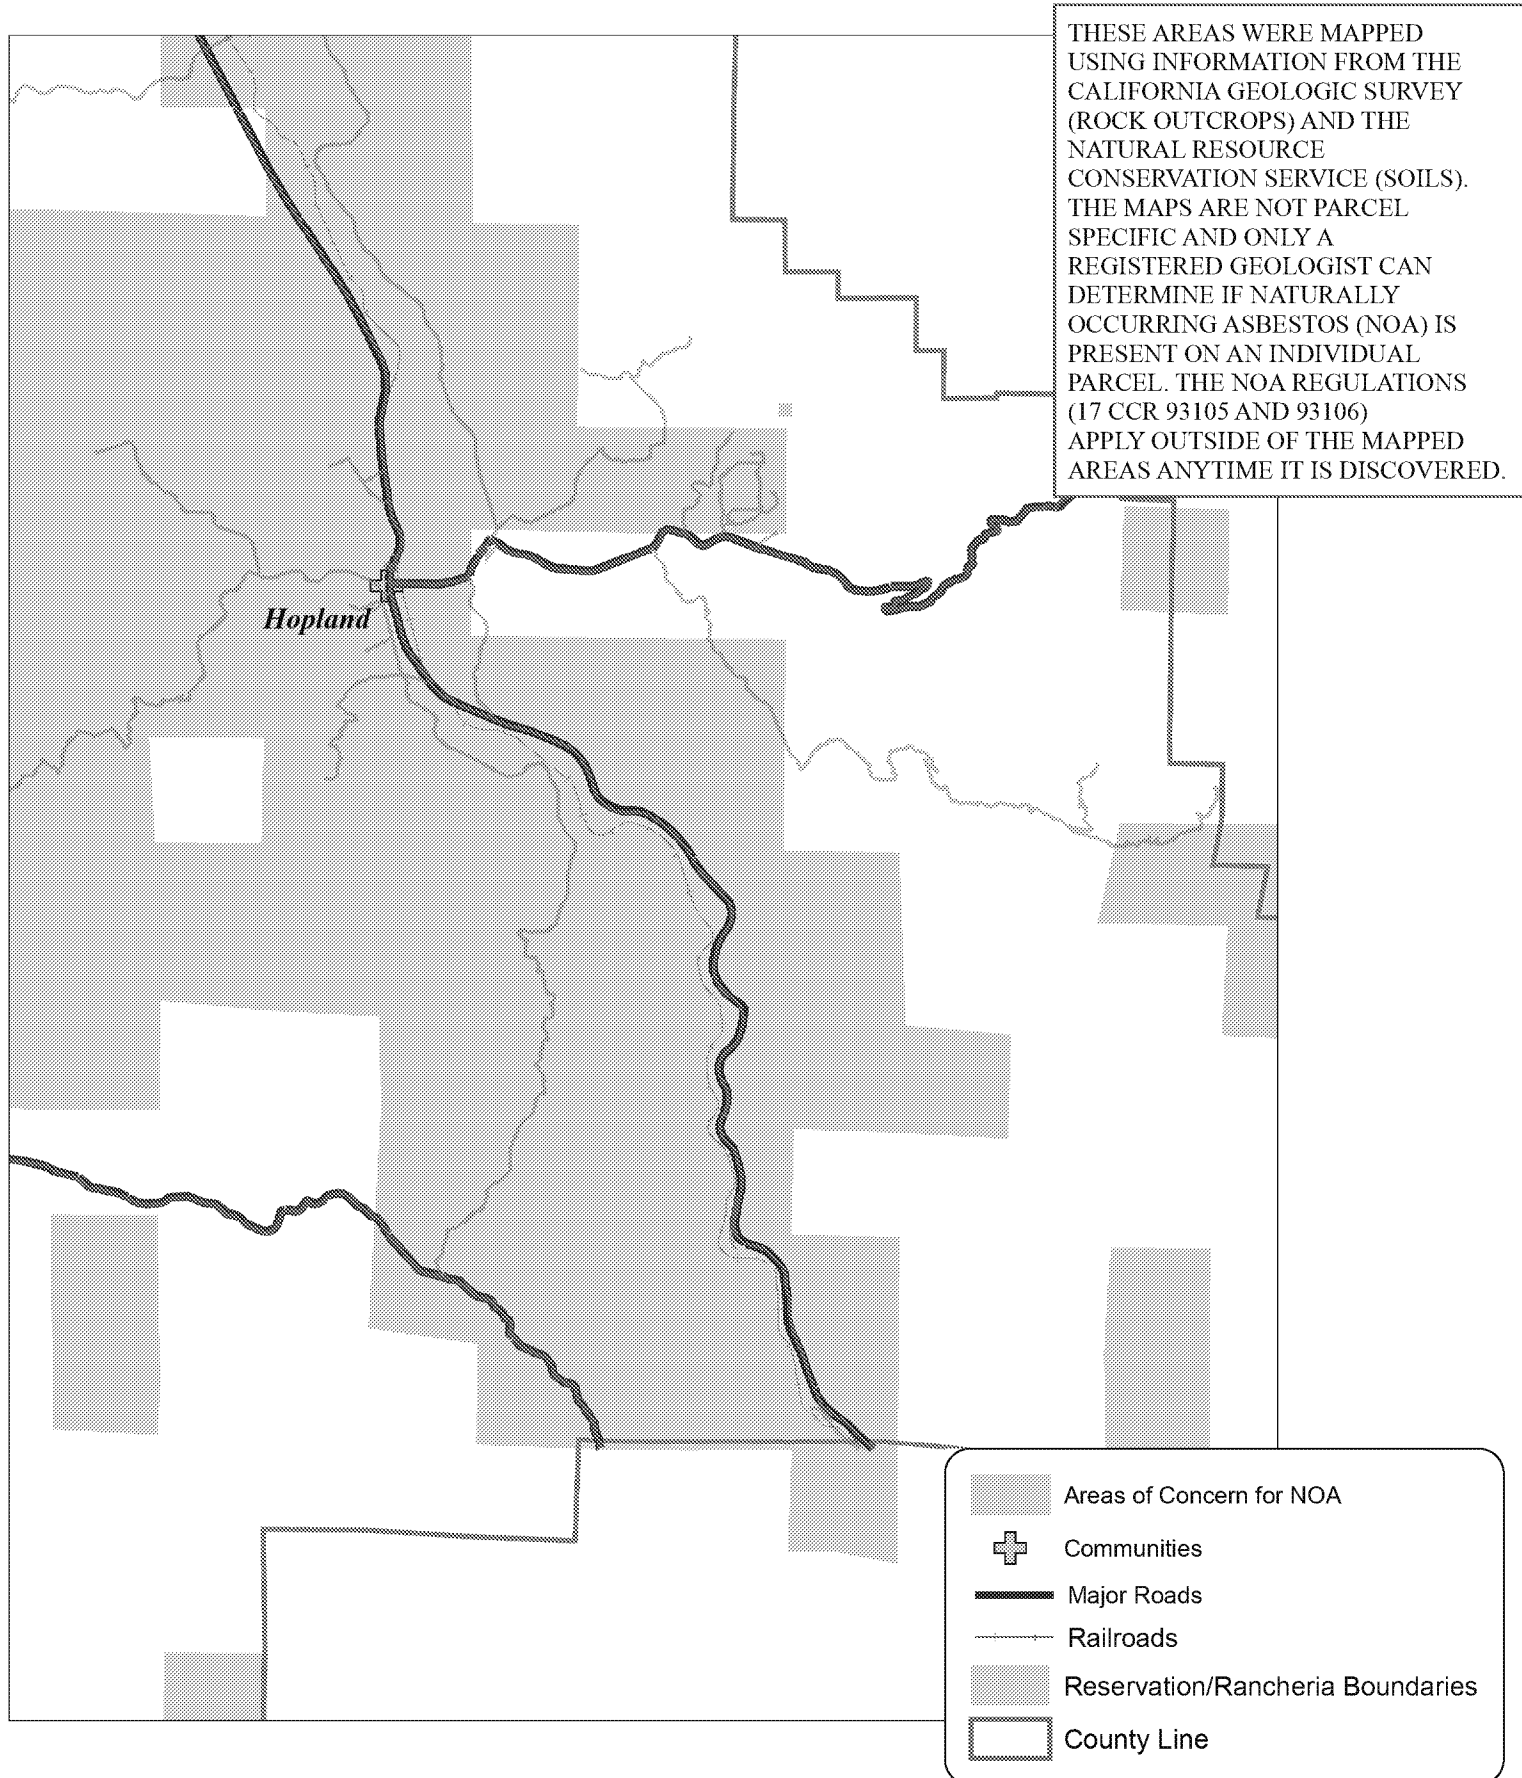 THESE AREAS WERE MAPPED
USING INFORMATION FROM THE
CALIFORNIA GEOLOGIC SURVEY
(ROCK OUTCROPS) AND THE
NATURAL RESOURCE
CONSERVATION SERVICE (SOILS).
THE MAPS ARE NOT PARCEL
SPECIFIC AND ONLY A
REGISTERED GEOLOGIST CAN
DETERMINE IF NATURALLY
OCCURRING ASBESTOS (NOA) IS
PRESENT ON AN INDIVIDUAL
PARCEL. THE NOA REGULATIONS
(17 CCR 93105 AND 93106)
APPLY OUTSIDE OF THE MAPPED
AREAS ANYTIME IT IS DISCOVERED.
Hopland
Areas of Concern for NOA
Communities
Major Roads
Railroads
Reservation/Rancheria Boundaries
County Line